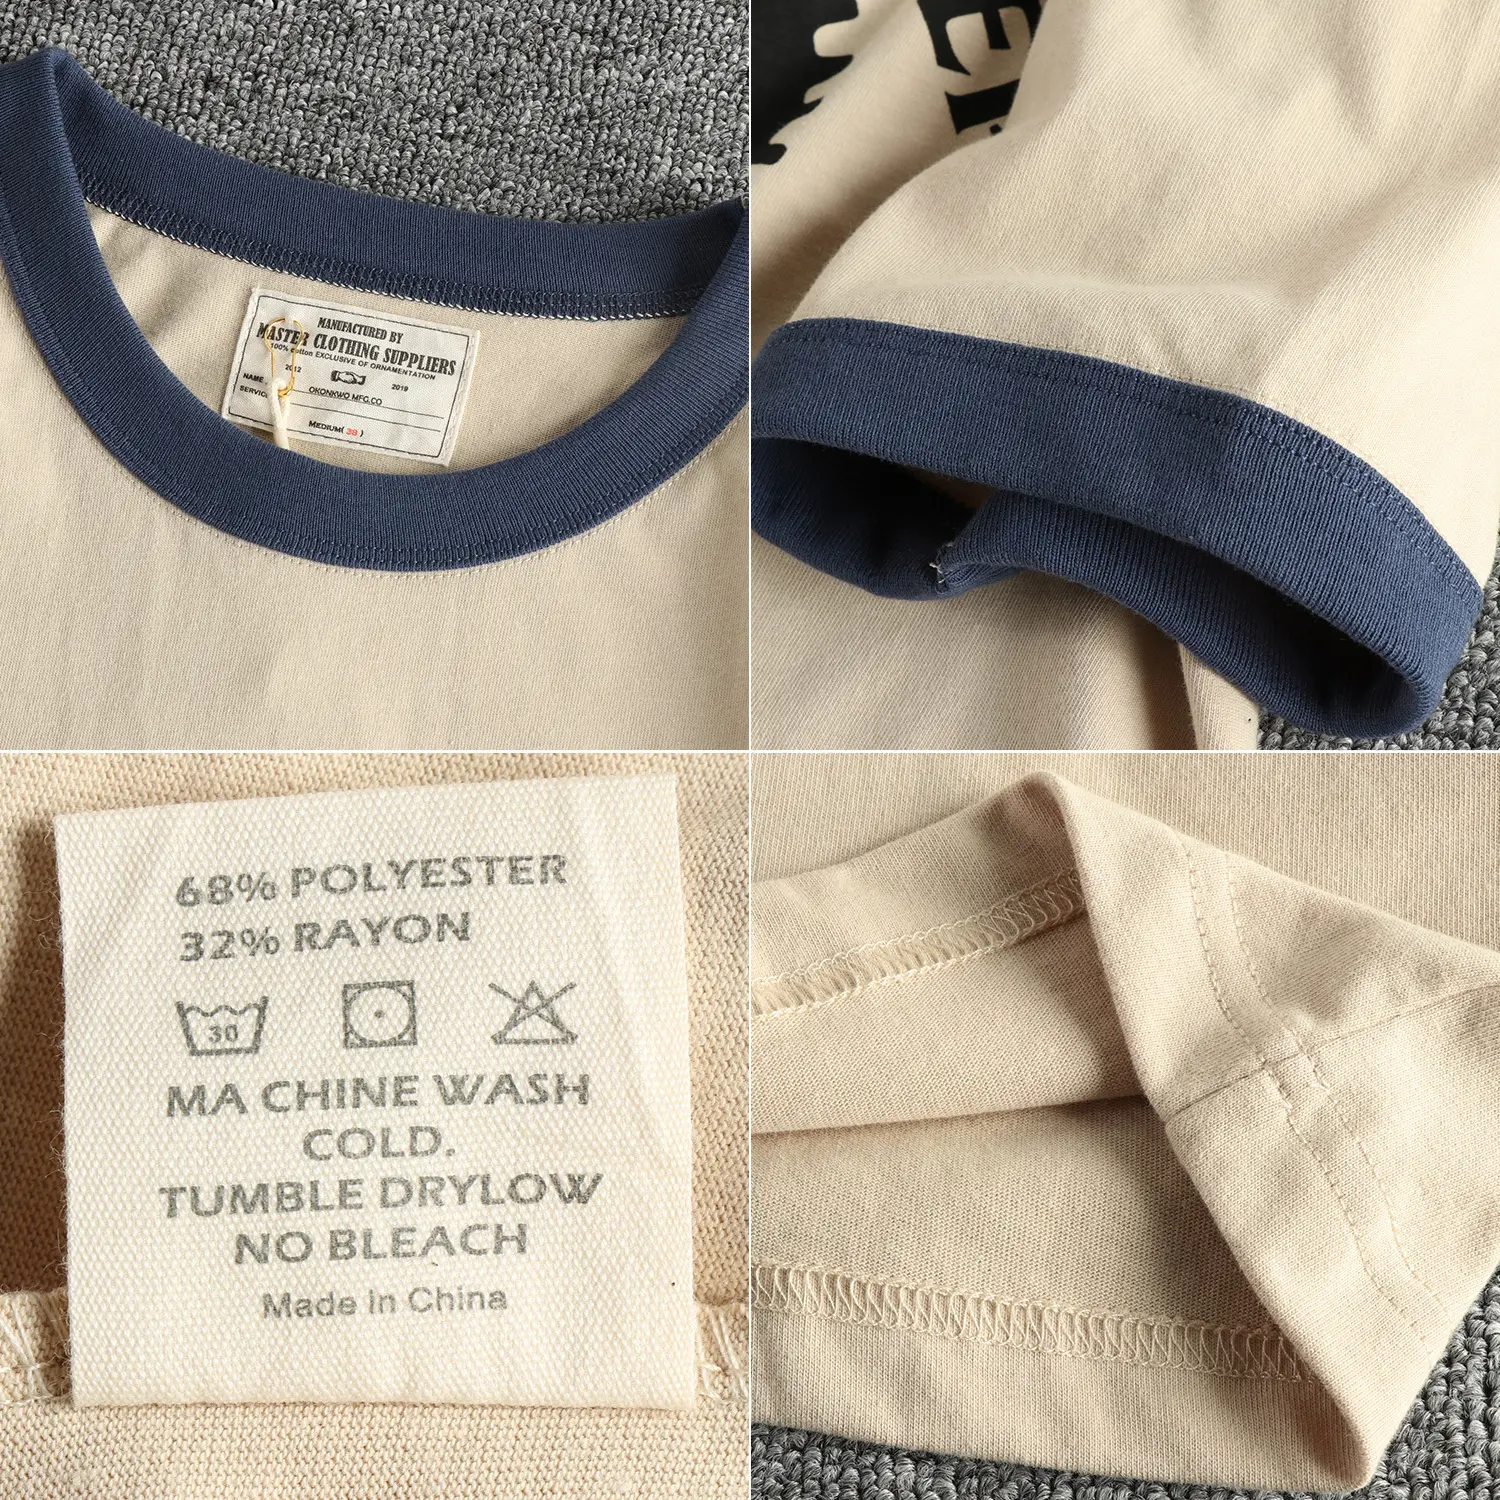 MANUFACTURED BY
MASTER CLOTHING SUPPLIERS
100% cotton EXCLUSIVE OF ORNAMENTATION
2012 2019
NAME
SERVICE OKONKWO MFG.CO
MEDIUM( 38 )
68% POLYESTER
32% RAYON
30
MA CHINE WASH
COLD.
TUMBLE DRYLOW
NO BLEACH
Made in China